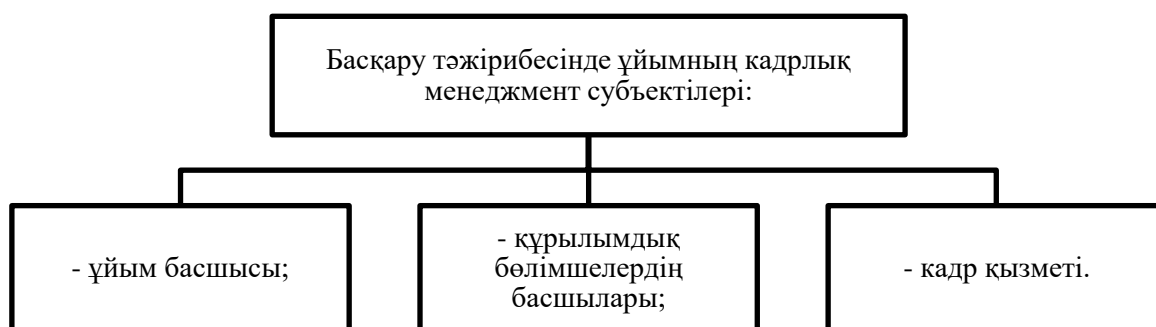 Басқару тәжірибесінде ұйымның кадрлық
менеджмент субъектілері:
- ұйым басшысы;
- құрылымдық
бөлімшелердің
басшылары;
- кадр қызметі.